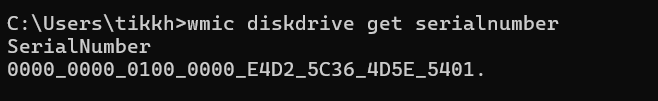 C:\Users\tikkh>wmic diskdrive get serialnumber
SerialNumber
0000_0000_0100_0000_E4D2_5C36_4D5E_5401.